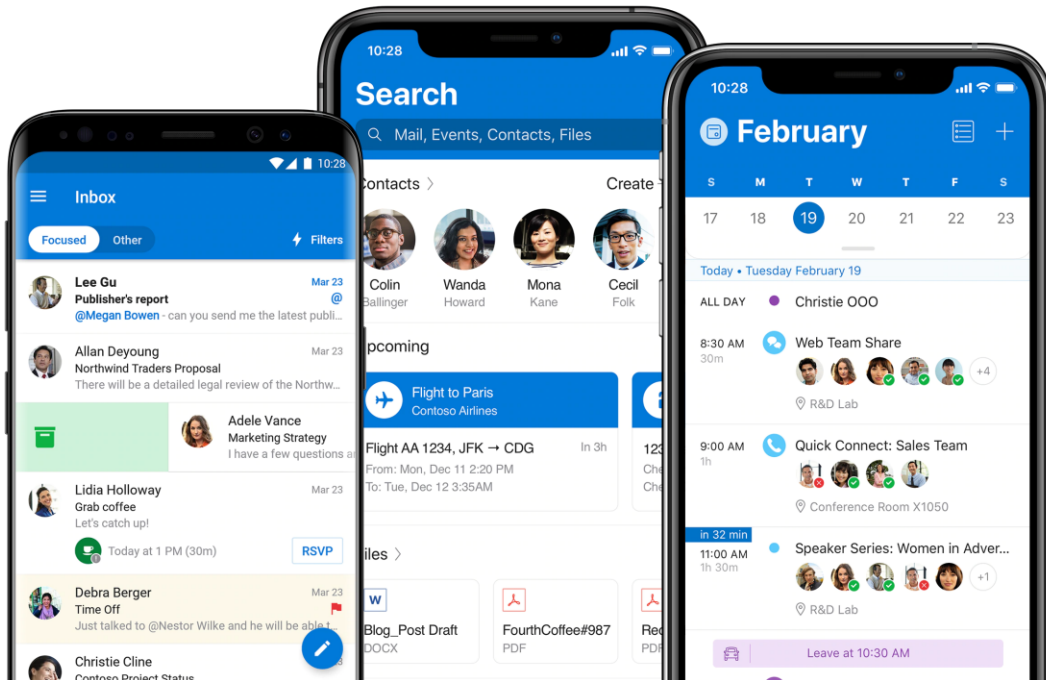 10:28
Inbox
Focused
Other
Filters
Lee Gu
Mar 23
Publisher's report
@
@Megan Bowen - can you send me the latest publi...
Allan Deyoung
Mar 23
Northwind Traders Proposal
There will be a detailed legal review of the Northw...
Adele Vance
Marketing Strategy
I have a few questions
Lidia Holloway
Mar 23
Grab coffee
Let's catch up!
Today at 1 PM (30m)
RSVP
Debra Berger
Mar 23
Time Off
Just talked to @Nestor Wilke and he will be able t...
Christie Cline
Contoso Project Status
10:28
Search
Mail, Events, Contacts, Files
Contacts
Create
Colin
Ballinger
Wanda
Howard
Mona
Kane
Cecil
Folk
pcoming
Flight to Paris
Contoso Airlines
Flight AA 1234, JFK → CDG
In 3h
From: Mon, Dec 11 2:20 PM
To: Tue, Dec 12 3:35AM
123
Che
Che
iles
W
Blog_Post Draft
DOCX
FourthCoffee#987
PDF
Rec
PDF
10:28
February
S M T W T F S
17 18 19 20 21 22 23
Today • Tuesday February 19
ALL DAY
Christie OOO
8:30 AM
30m
Web Team Share
+4
R&D Lab
9:00 AM
1h
Quick Connect: Sales Team
Conference Room X1050
in 32 min
11:00 AM
1h 30m
Speaker Series: Women in Adver...
+1
R&D Lab
Leave at 10:30 AM